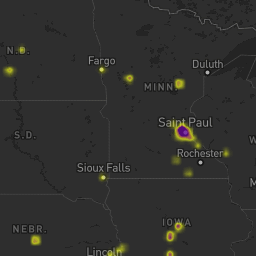 N.D.
Fargo
Duluth
MINN
Saint Paul
S.D.
Rochester
Sioux Falls
IOWA
NEBR.
Lincoln